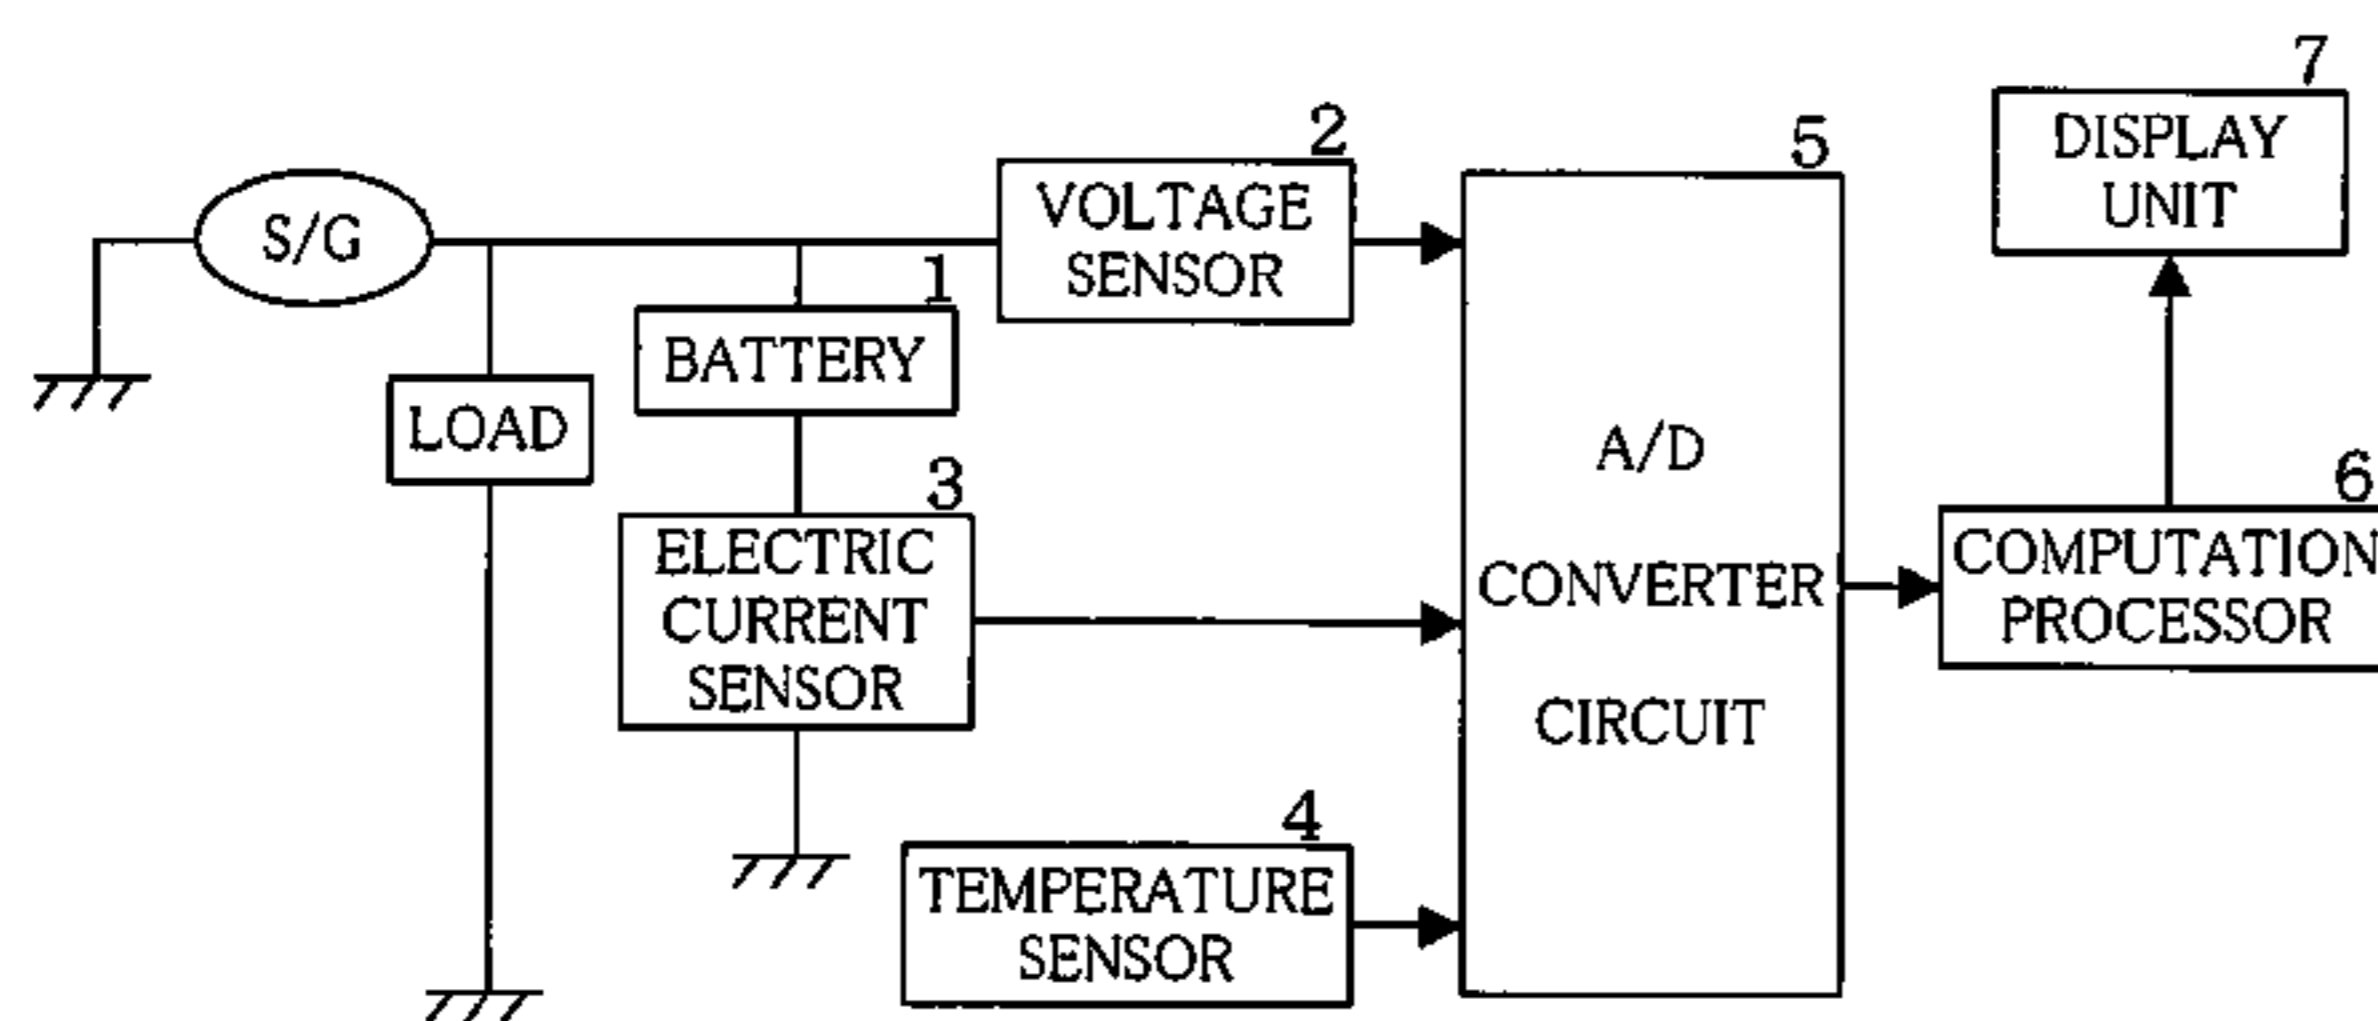 7
DISPLAY
UNIT
2
VOLTAGE
SENSOR
5
S/G
1
BATTERY
LOAD
3
ELECTRIC
CURRENT
SENSOR
A/D
CONVERTER
CIRCUIT
6
COMPUTATION
PROCESSOR
4
TEMPERATURE
SENSOR